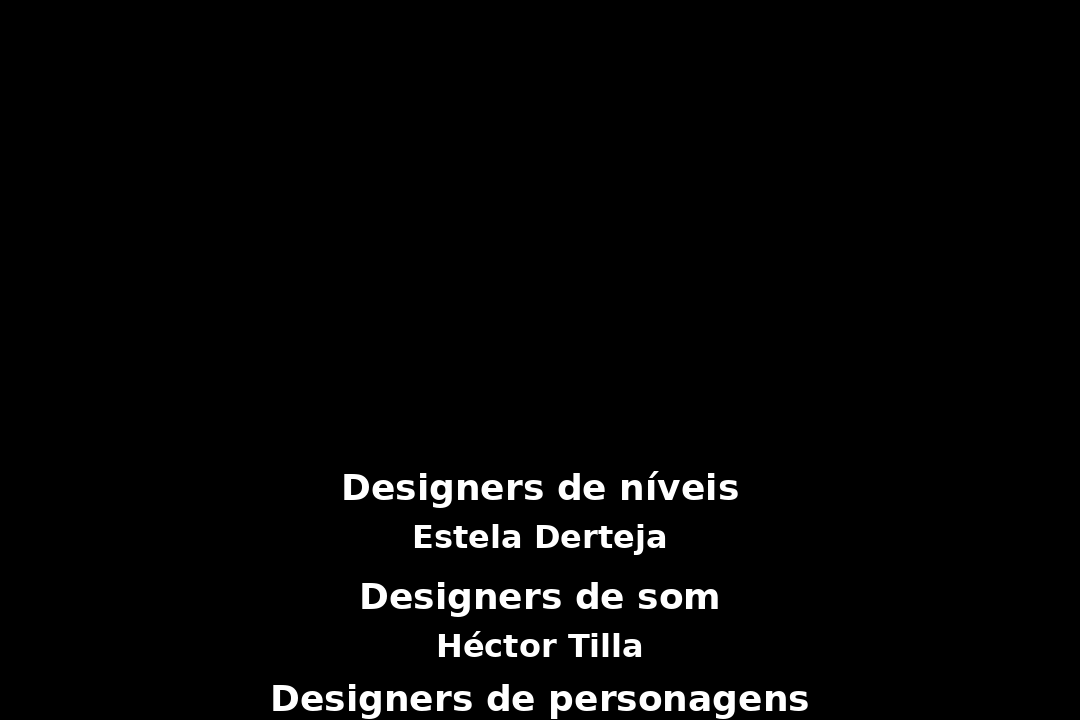 Designers de níveis
Estela Derteja
Designers de som
Héctor Tilla
Designers de personagens